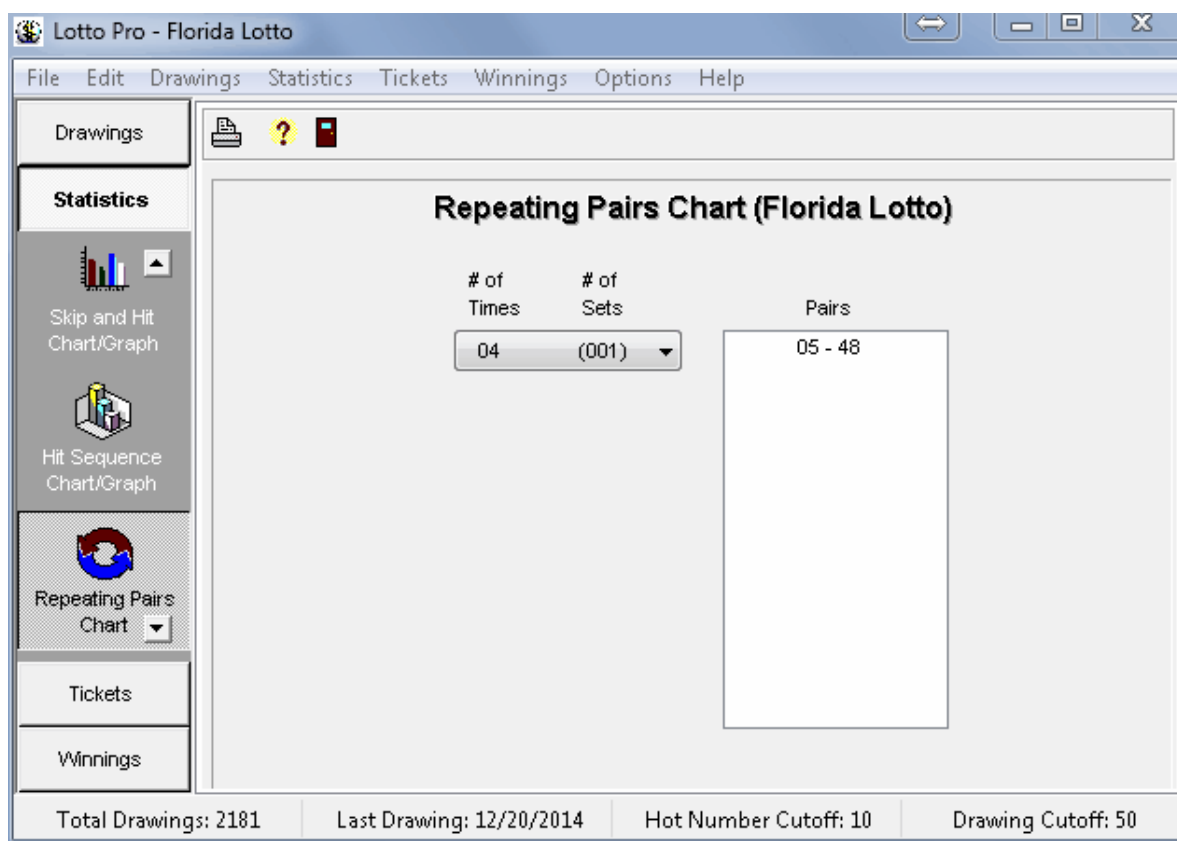 Lotto Pro - Florida Lotto
File Edit Drawings Statistics Tickets Winnings Options Help
Drawings
Statistics
Skip and Hit
Chart/Graph
Hit Sequence
Chart/Graph
Repeating Pairs
Chart
Tickets
Winnings
?
Repeating Pairs Chart (Florida Lotto)
# of # of
Times Sets Pairs
04 (001) 05 - 48
Total Drawings: 2181 Last Drawing: 12/20/2014 Hot Number Cutoff: 10 Drawing Cutoff: 50